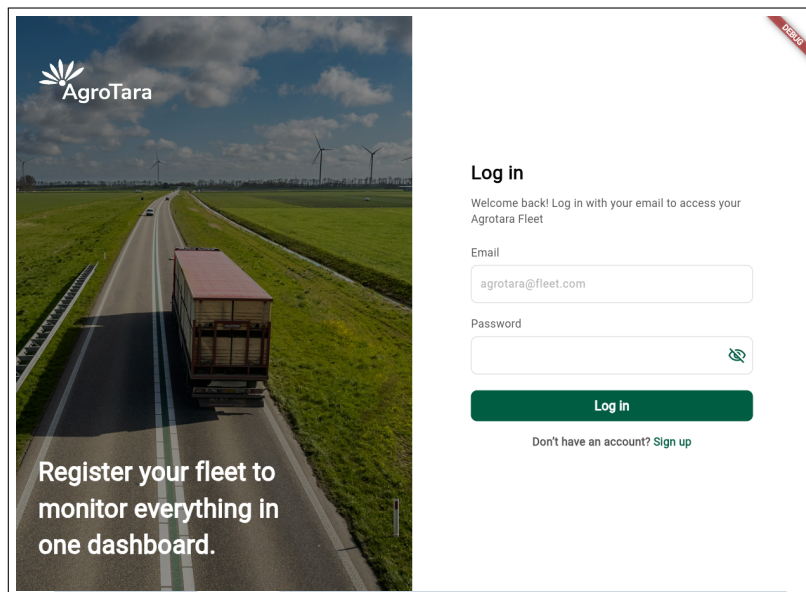 AgroTara
Register your fleet to
monitor everything in
one dashboard.
DEBUG
Log in
Welcome back! Log in with your email to access your
Agrotara Fleet
Email
agrotara@fleet.com
Password
Log in
Don't have an account? Sign up